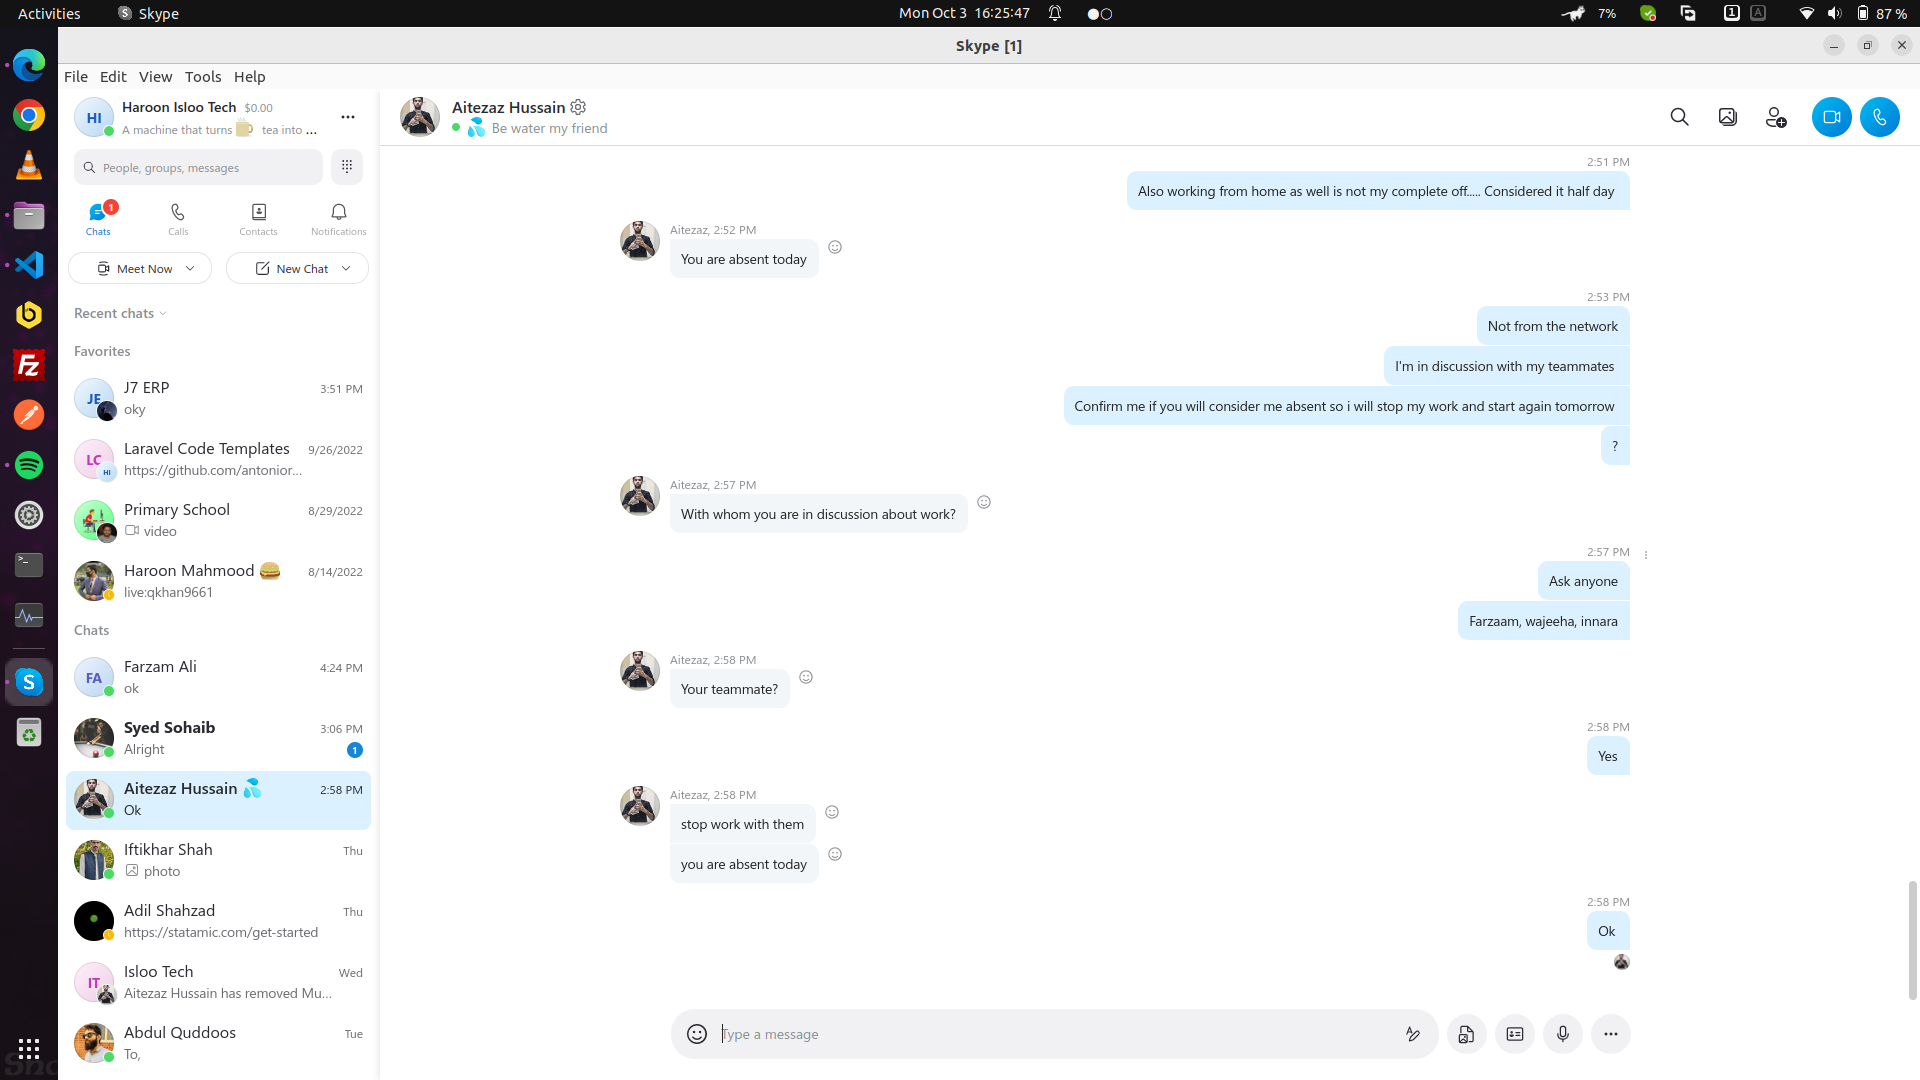 Activities
Skype
Mon Oct 3 16:25:47
7%
1
A
87 %
Skype [1]
File Edit View Tools Help
HI
Haroon Isloo Tech $0.00
A machine that turns tea into ...
People, groups, messages
1
Chats
Calls
Contacts
Notifications
Meet Now
New Chat
Recent chats
Favorites
JE
J7 ERP 3:51 PM
oky
LC
HI
Laravel Code Templates 9/26/2022
https://github.com/antonior...
Primary School 8/29/2022
video
Haroon Mahmood 🍔 8/14/2022
live:qkhan9661
Chats
FA
Farzam Ali 4:24 PM
ok
Syed Sohaib 3:06 PM
Alright 1
Aitezaz Hussain 💦 2:58 PM
Ok
Iftikhar Shah Thu
photo
Adil Shahzad Thu
https://statamic.com/get-started
IT
Isloo Tech Wed
Aitezaz Hussain has removed Mu...
Abdul Quddoos Tue
To,
Aitezaz Hussain
💦 Be water my friend
2:51 PM
Also working from home as well is not my complete off..... Considered it half day
Aitezaz, 2:52 PM
You are absent today
2:53 PM
Not from the network
I'm in discussion with my teammates
Confirm me if you will consider me absent so i will stop my work and start again tomorrow
?
Aitezaz, 2:57 PM
With whom you are in discussion about work?
2:57 PM
Ask anyone
Farzaam, wajeeha, innara
Aitezaz, 2:58 PM
Your teammate?
2:58 PM
Yes
Aitezaz, 2:58 PM
stop work with them
you are absent today
2:58 PM
Ok
Type a message